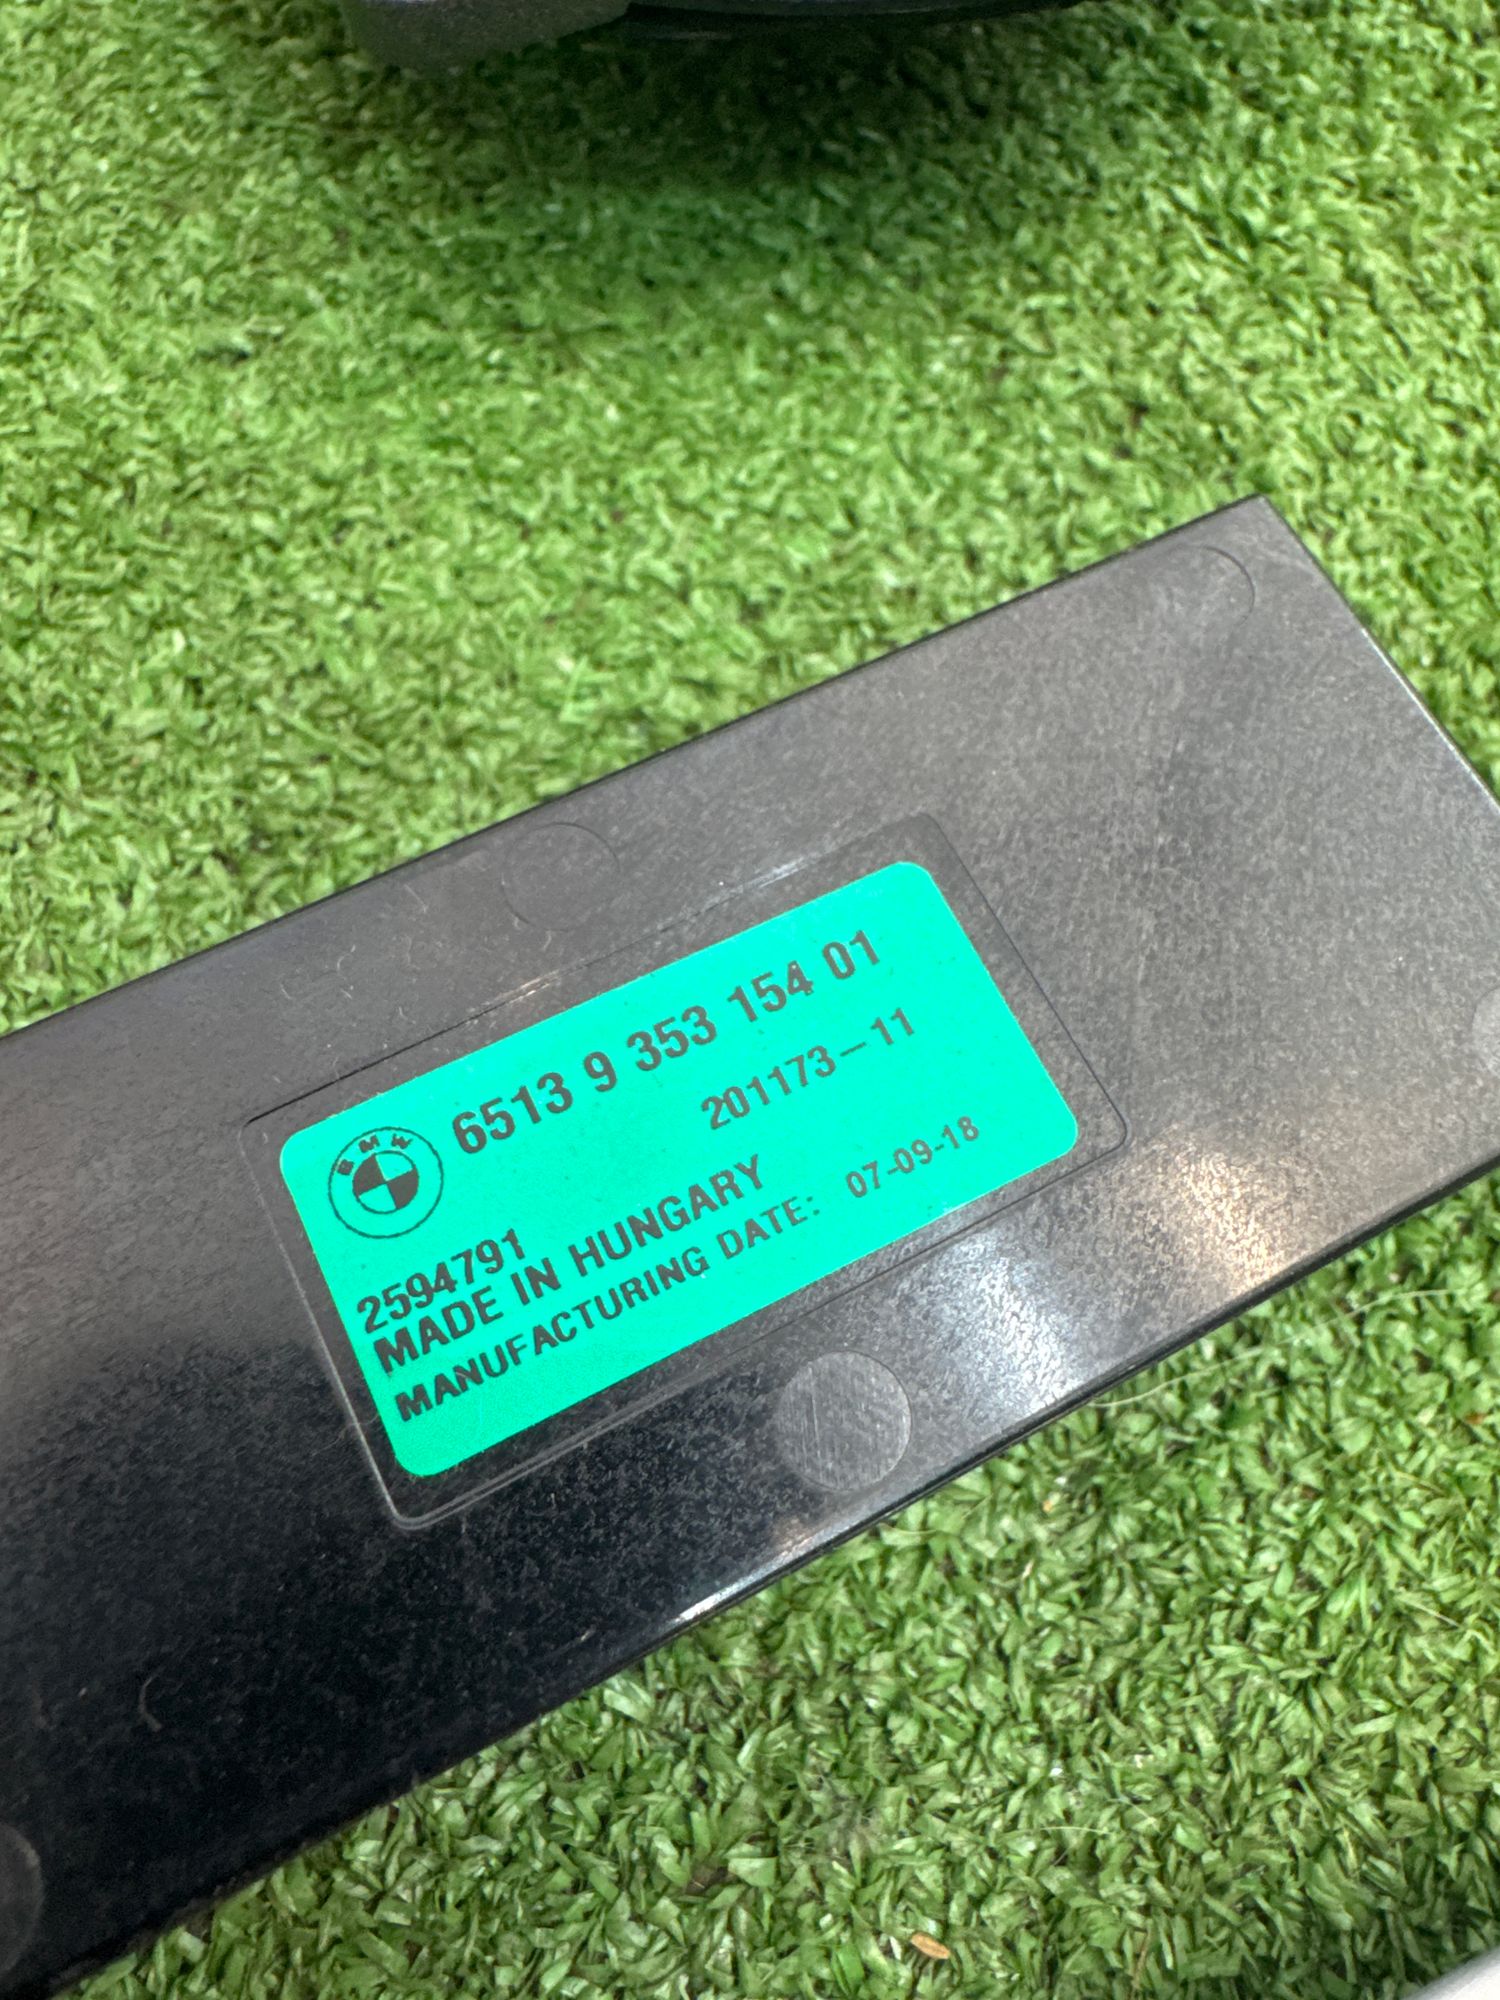 BMW
6513 9 353 154 01
201173-11
2594791
MADE IN HUNGARY
MANUFACTURING DATE: 07-09-18